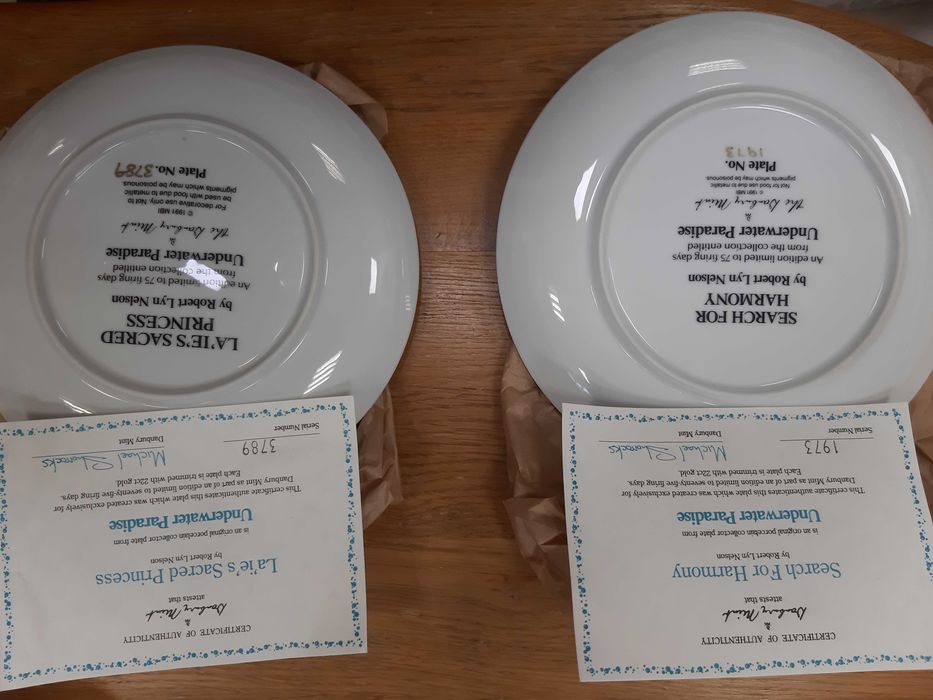 CERTIFICATE OF AUTHENTICITY
the
Danbury Mint
attests that
Search For Harmony
by Robert Lyn Nelson
is an orignal porcelain collector plate from
Underwater Paradise
This certificate authenticates this plate which was created exclusively for
Danbury Mint as part of an edition limited to seventy-five firing days.
Each plate is trimmed with 22ct gold.
1973
Michael Shorrocks
Serial Number
Danbury Mint
SEARCH FOR
HARMONY
by Robert Lyn Nelson
An edition limited to 75 firing days
from the collection entitled
Underwater Paradise
the Danbury Mint
© 1991 MBI
Not for food use due to metallic
pigments which may be poisonous
Plate No.
1973
CERTIFICATE OF AUTHENTICITY
the
Danbury Mint
attests that
La'ie's Sacred Princess
by Robert Lyn Nelson
is an orignal porcelain collector plate from
Underwater Paradise
This certificate authenticates this plate which was created exclusively for
Danbury Mint as part of an edition limited to seventy-five firing days.
Each plate is trimmed with 22ct gold.
3789
Michael Shorrocks
Serial Number
Danbury Mint
LA'IE'S SACRED
PRINCESS
by Robert Lyn Nelson
An edition limited to 75 firing days
from the collection entitled
Underwater Paradise
the Danbury Mint
© 1991 MBI
For decorative use only. Not to
be used with food due to metallic
pigments which may be poisonous
Plate No. 3789